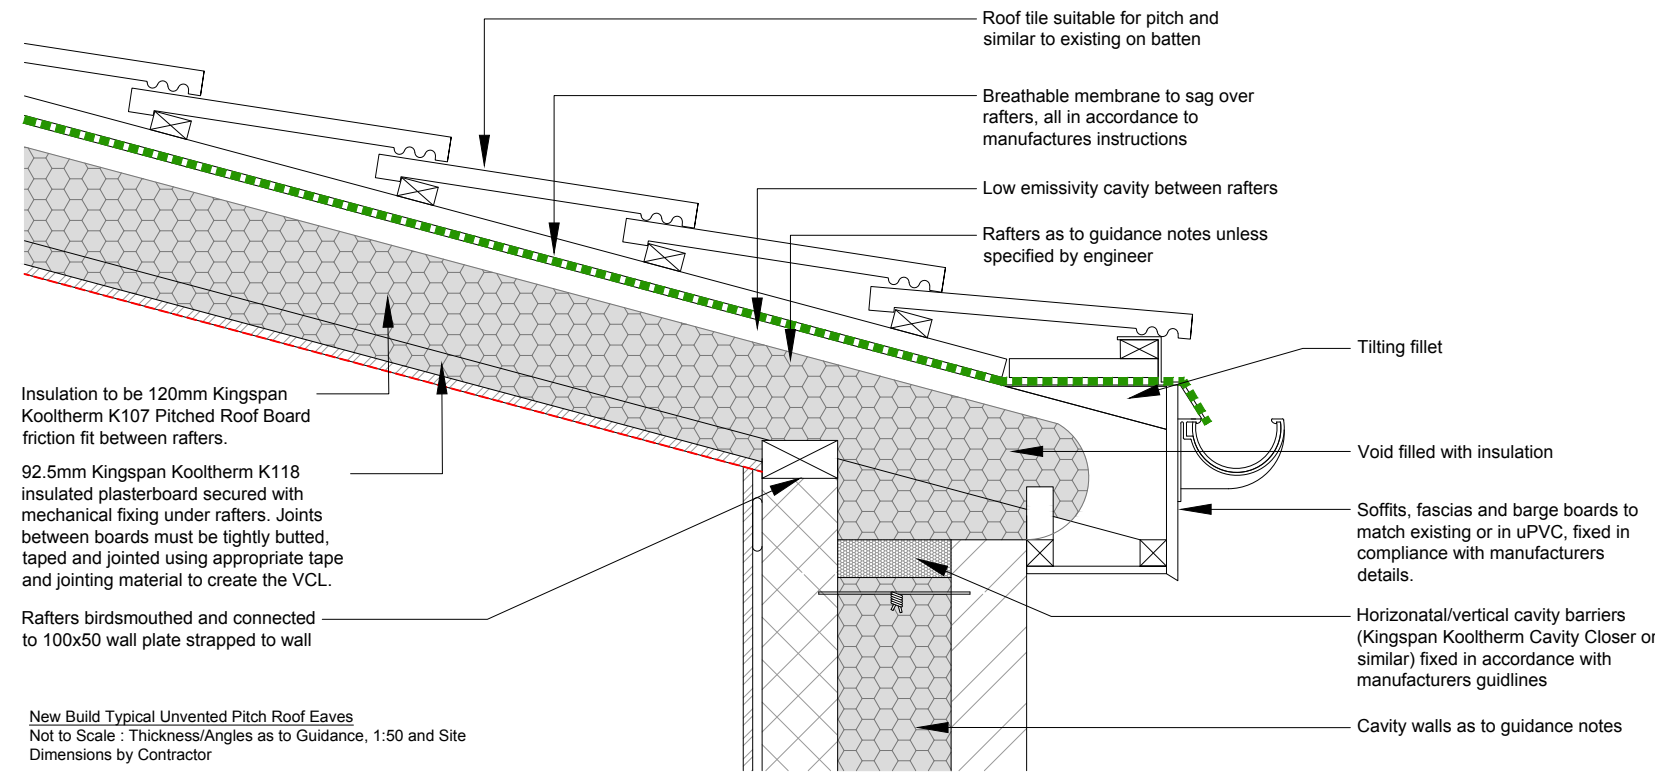 Roof tile suitable for pitch and
similar to existing on batten
Breathable membrane to sag over
rafters, all in accordance to
manufactures instructions
Low emissivity cavity between rafters
Rafters as to guidance notes unless
specified by engineer
Tilting fillet
Void filled with insulation
Soffits, fascias and barge boards to
match existing or in uPVC, fixed in
compliance with manufacturers
details.
Horizonatal/vertical cavity barriers
(Kingspan Kooltherm Cavity Closer or
similar) fixed in accordance with
manufacturers guidlines
Cavity walls as to guidance notes
Insulation to be 120mm Kingspan
Kooltherm K107 Pitched Roof Board
friction fit between rafters.
92.5mm Kingspan Kooltherm K118
insulated plasterboard secured with
mechanical fixing under rafters. Joints
between boards must be tightly butted,
taped and jointed using appropriate tape
and jointing material to create the VCL.
Rafters birdsmouthed and connected
to 100x50 wall plate strapped to wall
New Build Typical Unvented Pitch Roof Eaves
Not to Scale : Thickness/Angles as to Guidance, 1:50 and Site
Dimensions by Contractor